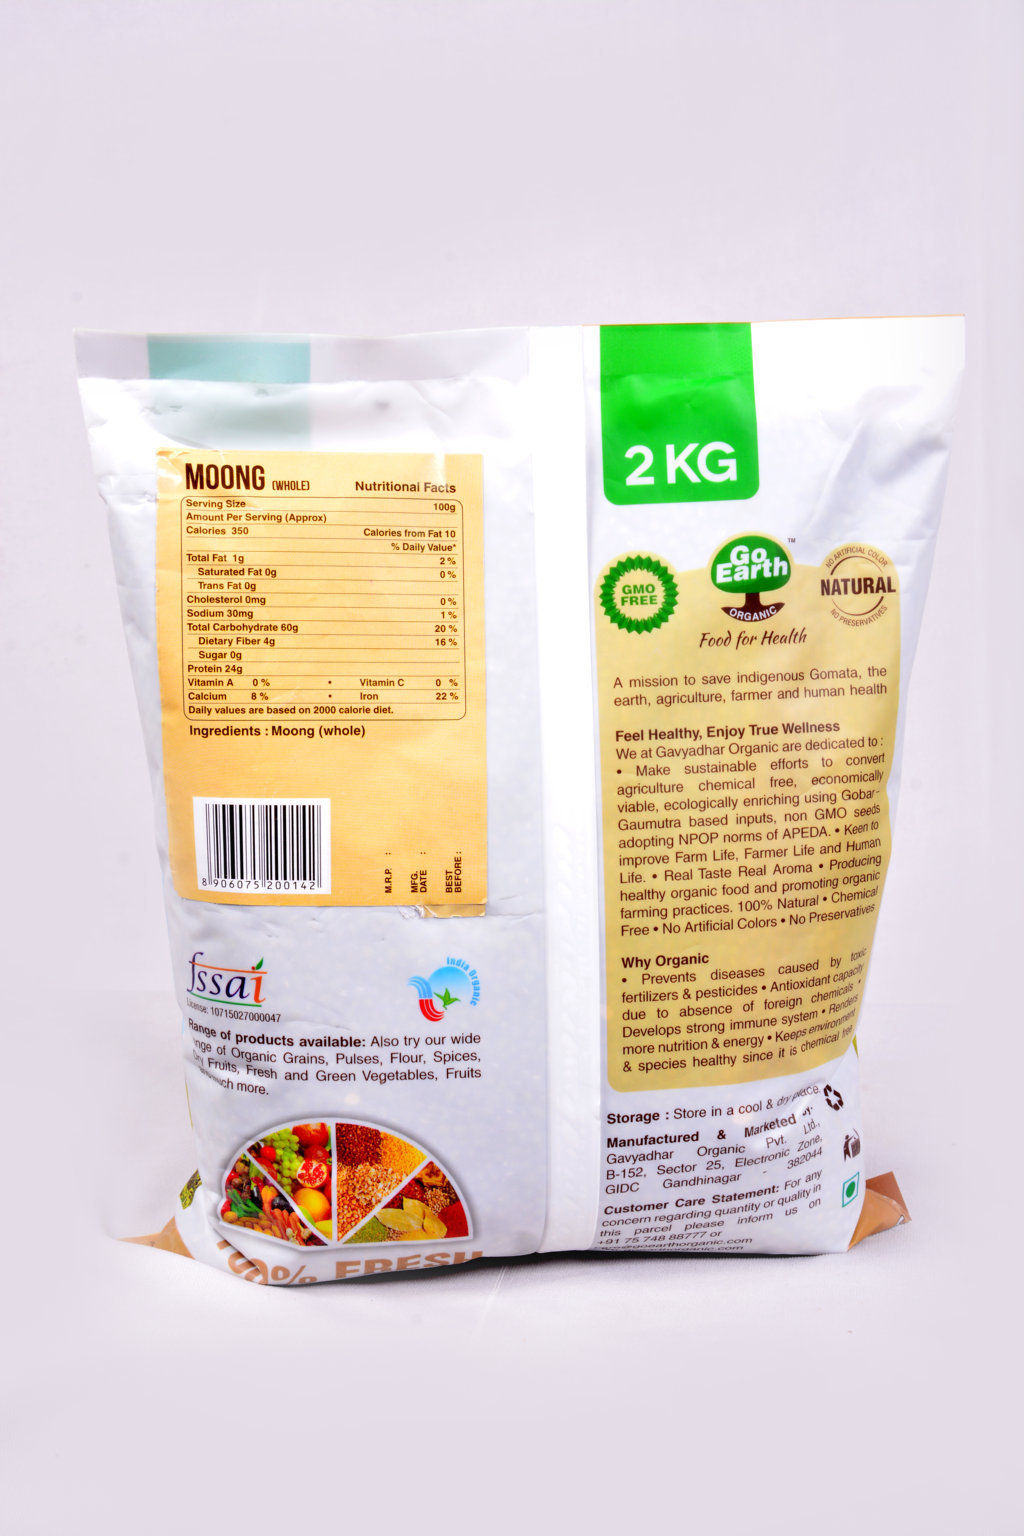 MOONG (WHOLE) Nutritional Facts
Serving Size 100g
Amount Per Serving (Approx)
Calories 350 Calories from Fat 10
% Daily Value*
Total Fat 1g 2 %
Saturated Fat 0g 0 %
Trans Fat 0g
Cholesterol 0mg 0 %
Sodium 30mg 1 %
Total Carbohydrate 60g 20 %
Dietary Fiber 4g 16 %
Sugar 0g
Protein 24g
Vitamin A 0 % • Vitamin C 0 %
Calcium 8 % • Iron 22 %
Daily values are based on 2000 calorie diet.
Ingredients : Moong (whole)
8 906075 200142
M.R.P. :
MFG. DATE :
BEST BEFORE :
fssai
License: 10715027000047
India Organic
Range of products available: Also try our wide
of Organic Grains, Pulses, Flour, Spices,
Fruits, Fresh and Green Vegetables, Fruits
much more.
% FRESH
2 KG
GMO
FREE
Go
Earth
TM
ORGANIC
Food for Health
NO ARTIFICIAL COLOR
NATURAL
NO PRESERVATIVES
A mission to save indigenous Gomata, the
earth, agriculture, farmer and human health
Feel Healthy, Enjoy True Wellness
We at Gavyadhar Organic are dedicated to :
• Make sustainable efforts to convert
agriculture chemical free, economically
viable, ecologically enriching using Gobar-
Gaumutra based inputs, non GMO seeds
adopting NPOP norms of APEDA. • Keen to
improve Farm Life, Farmer Life and Human
Life. • Real Taste Real Aroma • Producing
healthy organic food and promoting organic
farming practices. 100% Natural • Chemical
Free • No Artificial Colors • No Preservatives
Why Organic
• Prevents diseases caused by toxic
fertilizers & pesticides • Antioxidant capacity
due to absence of foreign chemicals •
Develops strong immune system • Renders
more nutrition & energy • Keeps environment
& species healthy since it is chemical free
Storage : Store in a cool & dry place.
Manufactured & Marketed by:
Gavyadhar Organic Pvt. Ltd.,
B-152, Sector 25, Electronic Zone,
GIDC Gandhinagar - 382044
Customer Care Statement: For any
concern regarding quantity or quality in
this parcel please inform us on
+91 75 748 88777 or